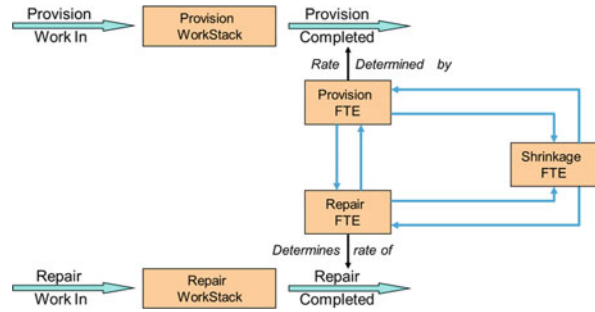 Provision
Work In
Provision
WorkStack
Provision
Completed
Rate Determined by
Provision
FTE
Shrinkage
FTE
Repair
FTE
Determines rate of
Repair
Work In
Repair
WorkStack
Repair
Completed